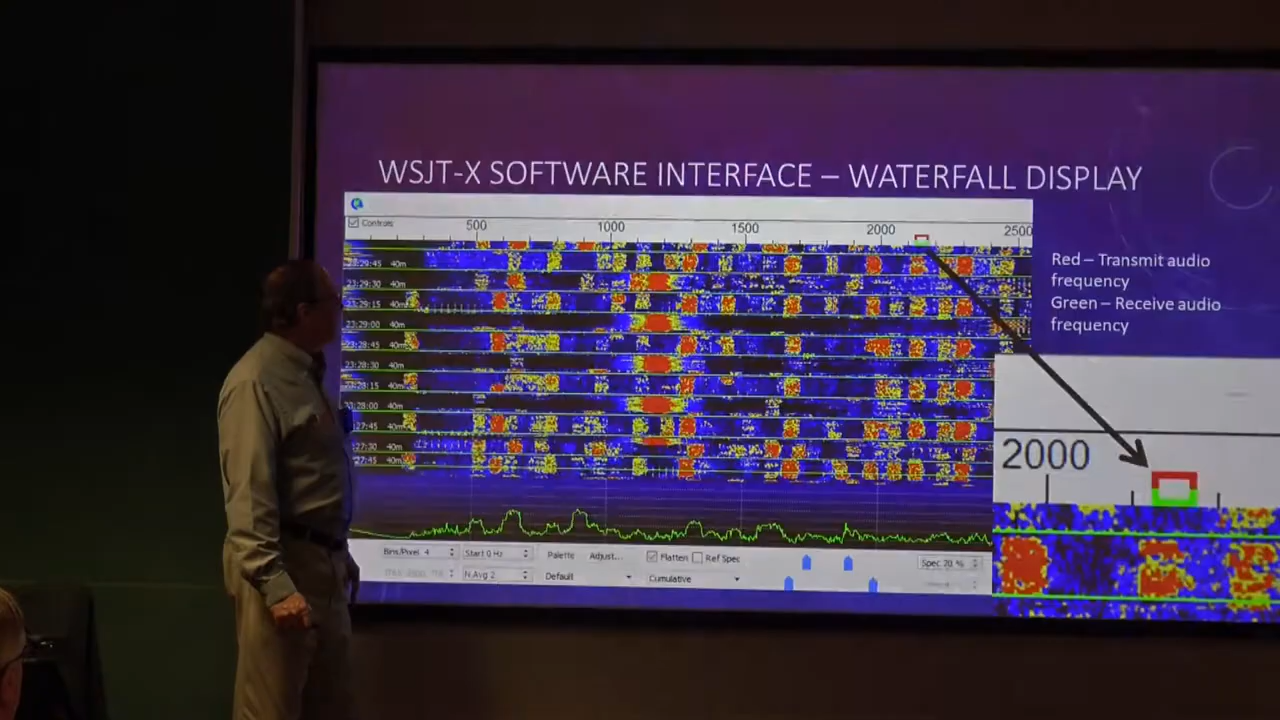 WSJT-X SOFTWARE INTERFACE – WATERFALL DISPLAY
Controls
500 1000 1500 2000 2500
Red – Transmit audio
frequency
Green – Receive audio
frequency
:29:45 40m
23:29:30 40m
23:29:15 40m
23:29:00 40m
23:28:45 40m
23:28:30 40m
23:28:15 40m
23:28:00 40m
:27:45 40m
:27:30 40m
:27:45 40m
2000
Bins/Pixel 4 Start 0 Hz Palette Adjust... Flatten Ref Spec Spec 20 %
N Avg 2 Default Cumulative